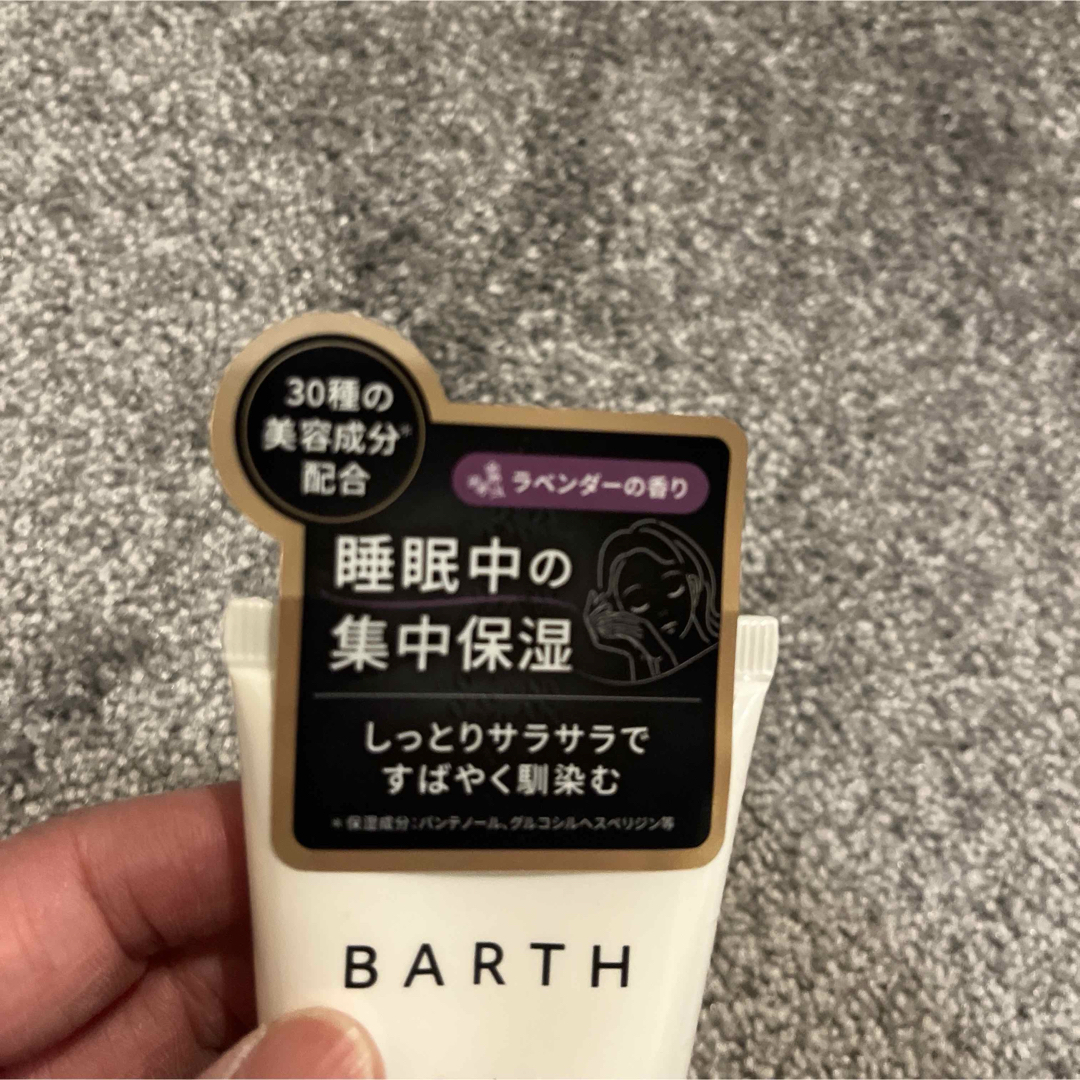 30種の
美容成分*
配合
ラベンダーの香り
睡眠中の
集中保湿
しっとりサラサラで
すばやく馴染む
*保湿成分:パンテノール、グルコシルヘスペリジン等
BARTH